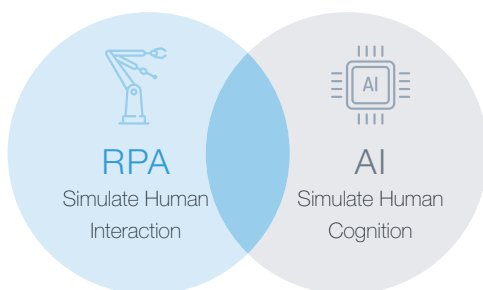 RPA
Simulate Human
Interaction
AI
AI
Simulate Human
Cognition